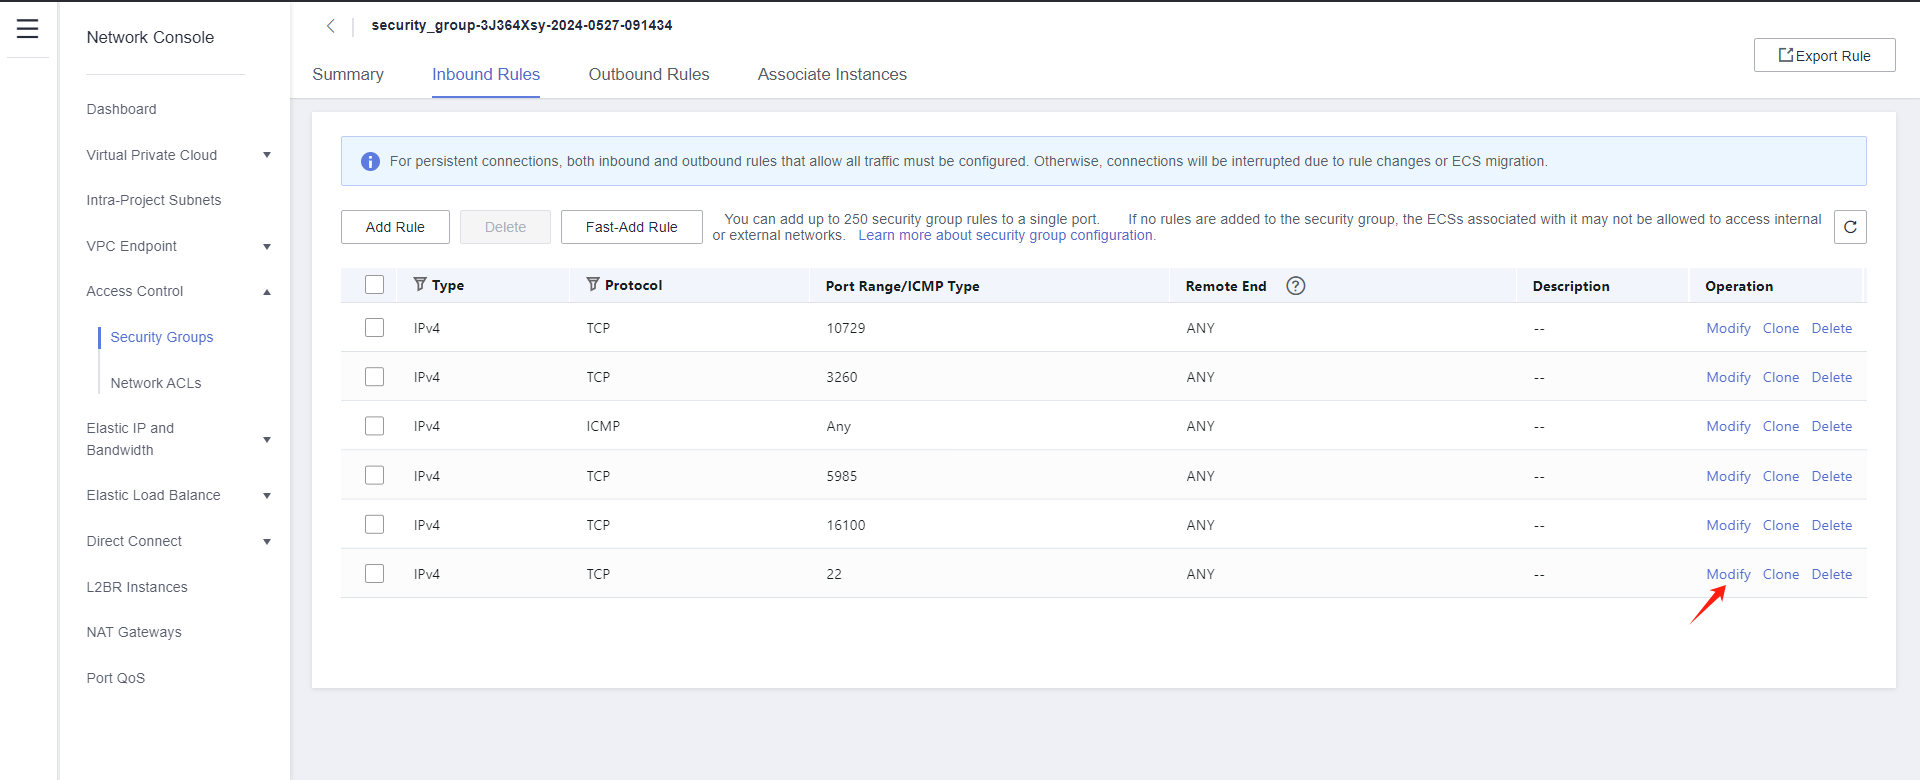 Network Console
Dashboard
Virtual Private Cloud
Intra-Project Subnets
VPC Endpoint
Access Control
Security Groups
Network ACLs
Elastic IP and
Bandwidth
Elastic Load Balance
Direct Connect
L2BR Instances
NAT Gateways
Port QoS
security_group-3J364Xsy-2024-0527-091434
Export Rule
Summary Inbound Rules Outbound Rules Associate Instances
For persistent connections, both inbound and outbound rules that allow all traffic must be configured. Otherwise, connections will be interrupted due to rule changes or ECS migration.
Add Rule Delete Fast-Add Rule
You can add up to 250 security group rules to a single port. If no rules are added to the security group, the ECSs associated with it may not be allowed to access internal
or external networks. Learn more about security group configuration.
Type Protocol Port Range/ICMP Type Remote End ? Description Operation
IPv4 TCP 10729 ANY -- Modify Clone Delete
IPv4 TCP 3260 ANY -- Modify Clone Delete
IPv4 ICMP Any ANY -- Modify Clone Delete
IPv4 TCP 5985 ANY -- Modify Clone Delete
IPv4 TCP 16100 ANY -- Modify Clone Delete
IPv4 TCP 22 ANY -- Modify Clone Delete